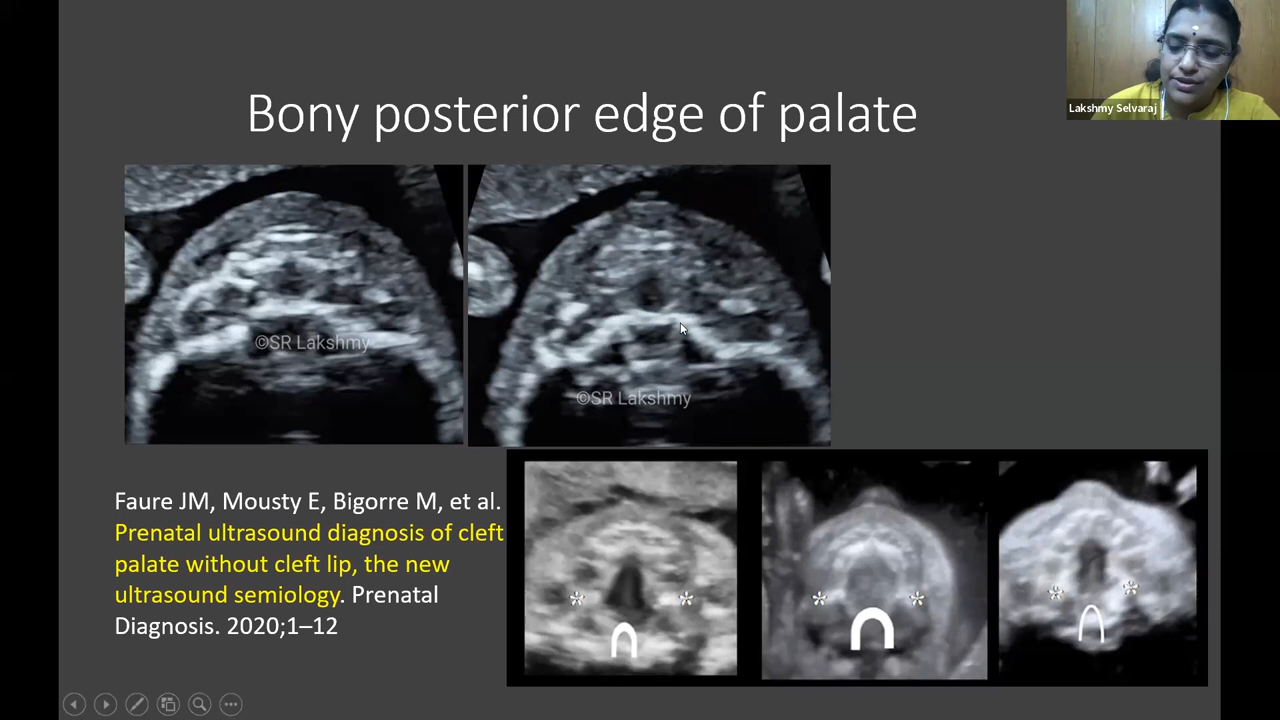 Lakshmy Selvaraj
Bony posterior edge of palate
©SR Lakshmy
©SR Lakshmy
Faure JM, Mousty E, Bigorre M, et al.
Prenatal ultrasound diagnosis of cleft
palate without cleft lip, the new
ultrasound semiology. Prenatal
Diagnosis. 2020;1–12